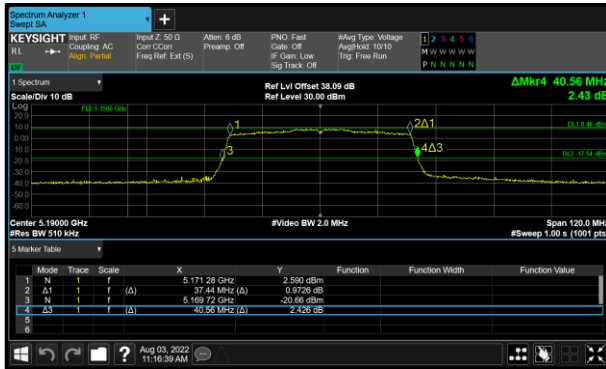 Spectrum Analyzer 1
Swept SA
KEYSIGHT Input: RF Input Z: 50 Ω Atten: 6 dB PNO: Fast #Avg Type: Voltage 1 2 3 4 5 6
RL Coupling: AC Corr CCorr Preamp: Off Gate: Off Avg|Hold: 10/10 M W W W W W
Align: Partial Freq Ref: Ext (S) IF Gain: Low Trig: Free Run
Sig Track: Off P N N N N N
1 Spectrum Ref Lvl Offset 38.09 dB ΔMkr4 40.56 MHz
Scale/Div 10 dB Ref Level 30.00 dBm 2.43 dB
Log
20.0
10.0
0.00
-10.0
-20.0
-30.0
-40.0
-50.0
-60.0
1
2Δ1
3
4Δ3
DL2 -17.54 dBm
Center 5.19000 GHz #Video BW 2.0 MHz Span 120.0 MHz
#Res BW 510 kHz #Sweep 1.00 s (1001 pts)
5 Marker Table
Mode Trace Scale X Y Function Function Width Function Value
1 N 1 f 5.171 28 GHz 2.590 dBm
2 Δ1 1 f (Δ) 37.44 MHz (Δ) 0.9726 dB
3 N 1 f 5.169 72 GHz -20.66 dBm
4 Δ3 1 f (Δ) 40.56 MHz (Δ) 2.426 dB
5
6
Aug 03, 2022
11:16:39 AM